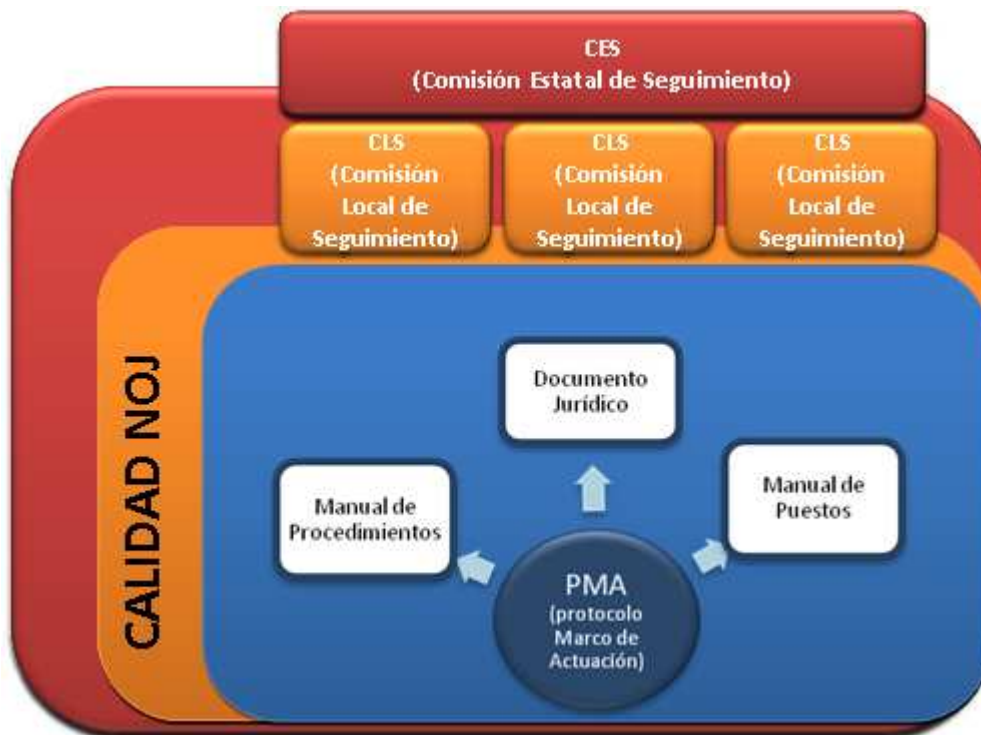 CES
(Comisión Estatal de Seguimiento)
CLS
(Comisión
Local de
Seguimiento)
CLS
(Comisión
Local de
Seguimiento)
CLS
(Comisión
Local de
Seguimiento)
CALIDAD NOJ
Documento
Jurídico
Manual de
Procedimientos
Manual de
Puestos
PMA
(protocolo
Marco de
Actuación)